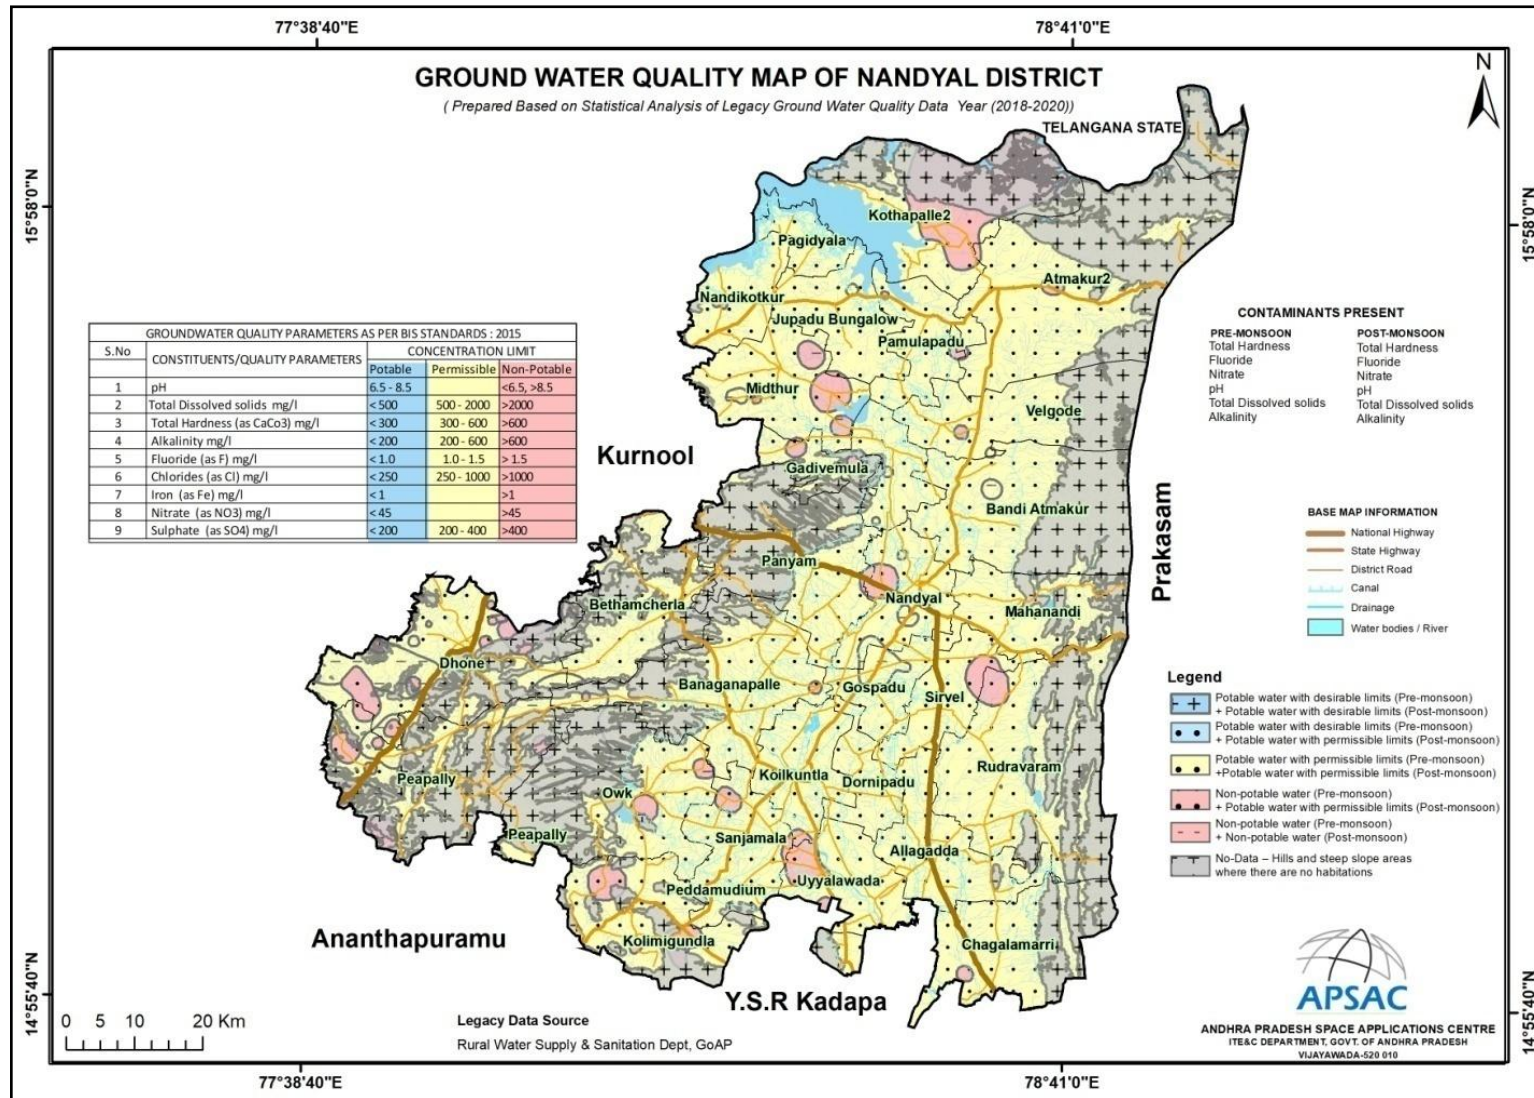 77°38'40"E
78°41'0"E
GROUND WATER QUALITY MAP OF NANDYAL DISTRICT
( Prepared Based on Statistical Analysis of Legacy Ground Water Quality Data Year (2018-2020))
N
TELANGANA STATE
15°58'0"N
15°58'0"N
Kothapalle2
Pagidyala
Atmakur2
Nandikotkur
Jupadu Bungalow
Pamulapadu
Midthur
Velgode
Kurnool
Gadivemula
Bandi Atmakur
Prakasam
Panyam
Nandyal
Bethamcherla
Mahanandi
Dhone
Banaganapalle
Gospadu
Sirvel
Peapally
Koilkuntla
Dornipadu
Rudravaram
Owk
Peapally
Sanjamala
Allagadda
Peddamudium
Uyyalawada
Ananthapuramu
Kolimigundla
Chagalamarri
Y.S.R Kadapa
GROUNDWATER QUALITY PARAMETERS AS PER BIS STANDARDS : 2015
S.No CONSTITUENTS/QUALITY PARAMETERS CONCENTRATION LIMIT
Potable Permissible Non-Potable
1 pH 6.5 - 8.5 <6.5, >8.5
2 Total Dissolved solids mg/l <500 500 - 2000 >2000
3 Total Hardness (as CaCo3) mg/l <300 300 - 600 >600
4 Alkalinity mg/l <200 200 - 600 >600
5 Fluoride (as F) mg/l <1.0 1.0 - 1.5 >1.5
6 Chlorides (as Cl) mg/l <250 250 - 1000 >1000
7 Iron (as Fe) mg/l <1 >1
8 Nitrate (as NO3) mg/l <45 >45
9 Sulphate (as SO4) mg/l <200 200 - 400 >400
CONTAMINANTS PRESENT
PRE-MONSOON
Total Hardness
Fluoride
Nitrate
pH
Total Dissolved solids
Alkalinity
POST-MONSOON
Total Hardness
Fluoride
Nitrate
pH
Total Dissolved solids
Alkalinity
BASE MAP INFORMATION
National Highway
State Highway
District Road
Canal
Drainage
Water bodies / River
Legend
Potable water with desirable limits (Pre-monsoon)
+ Potable water with desirable limits (Post-monsoon)
Potable water with desirable limits (Pre-monsoon)
+ Potable water with permissible limits (Post-monsoon)
Potable water with permissible limits (Pre-monsoon)
+Potable water with permissible limits (Post-monsoon)
Non-potable water (Pre-monsoon)
+ Potable water with permissible limits (Post-monsoon)
Non-potable water (Pre-monsoon)
+ Non-potable water (Post-monsoon)
No-Data – Hills and steep slope areas
where there are no habitations
APSAC
ANDHRA PRADESH SPACE APPLICATIONS CENTRE
ITE&C DEPARTMENT, GOVT. OF ANDHRA PRADESH
VIJAYAWADA-520 010
14°55'40"N
14°55'40"N
0 5 10 20 Km
Legacy Data Source
Rural Water Supply & Sanitation Dept, GoAP
77°38'40"E
78°41'0"E